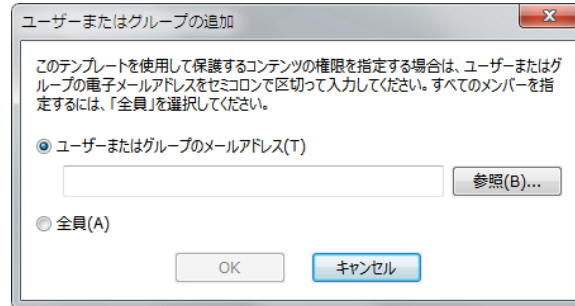 ユーザーまたはグループの追加
このテンプレートを使用して保護するコンテンツの権限を指定する場合は、ユーザーまたはグ
ループの電子メールアドレスをセミコロンで区切って入力してください。すべてのメンバーを指
定するには、「全員」を選択してください。
ユーザーまたはグループのメールアドレス(T)
参照(B)...
全員(A)
OK キャンセル